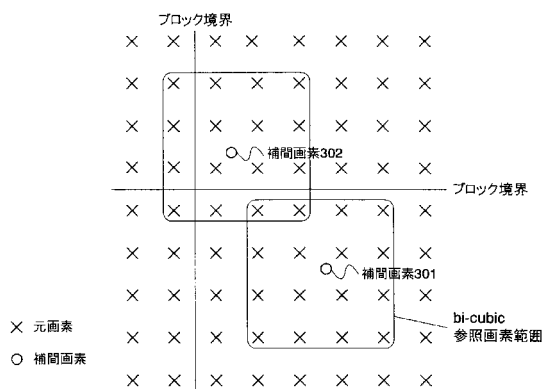 ブロック境界
補間画素302
ブロック境界
補間画素301
bi-cubic
参照画素範囲
× 元画素
○ 補間画素